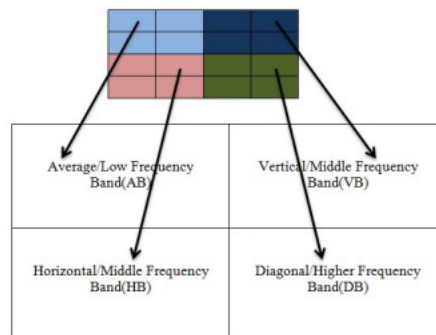 Average/Low Frequency
Band(AB)
Vertical/Middle Frequency
Band(VB)
Horizontal/Middle Frequency
Band(HB)
Diagonal/Higher Frequency
Band(DB)